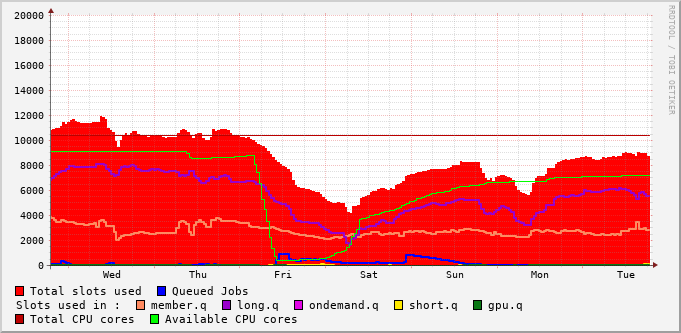 RRDTOOL / TOBI OETIKER
20000
18000
16000
14000
12000
10000
8000
6000
4000
2000
0
Wed Thu Fri Sat Sun Mon Tue
Total slots used Queued Jobs
Slots used in : member.q long.q ondemand.q short.q gpu.q
Total CPU cores Available CPU cores